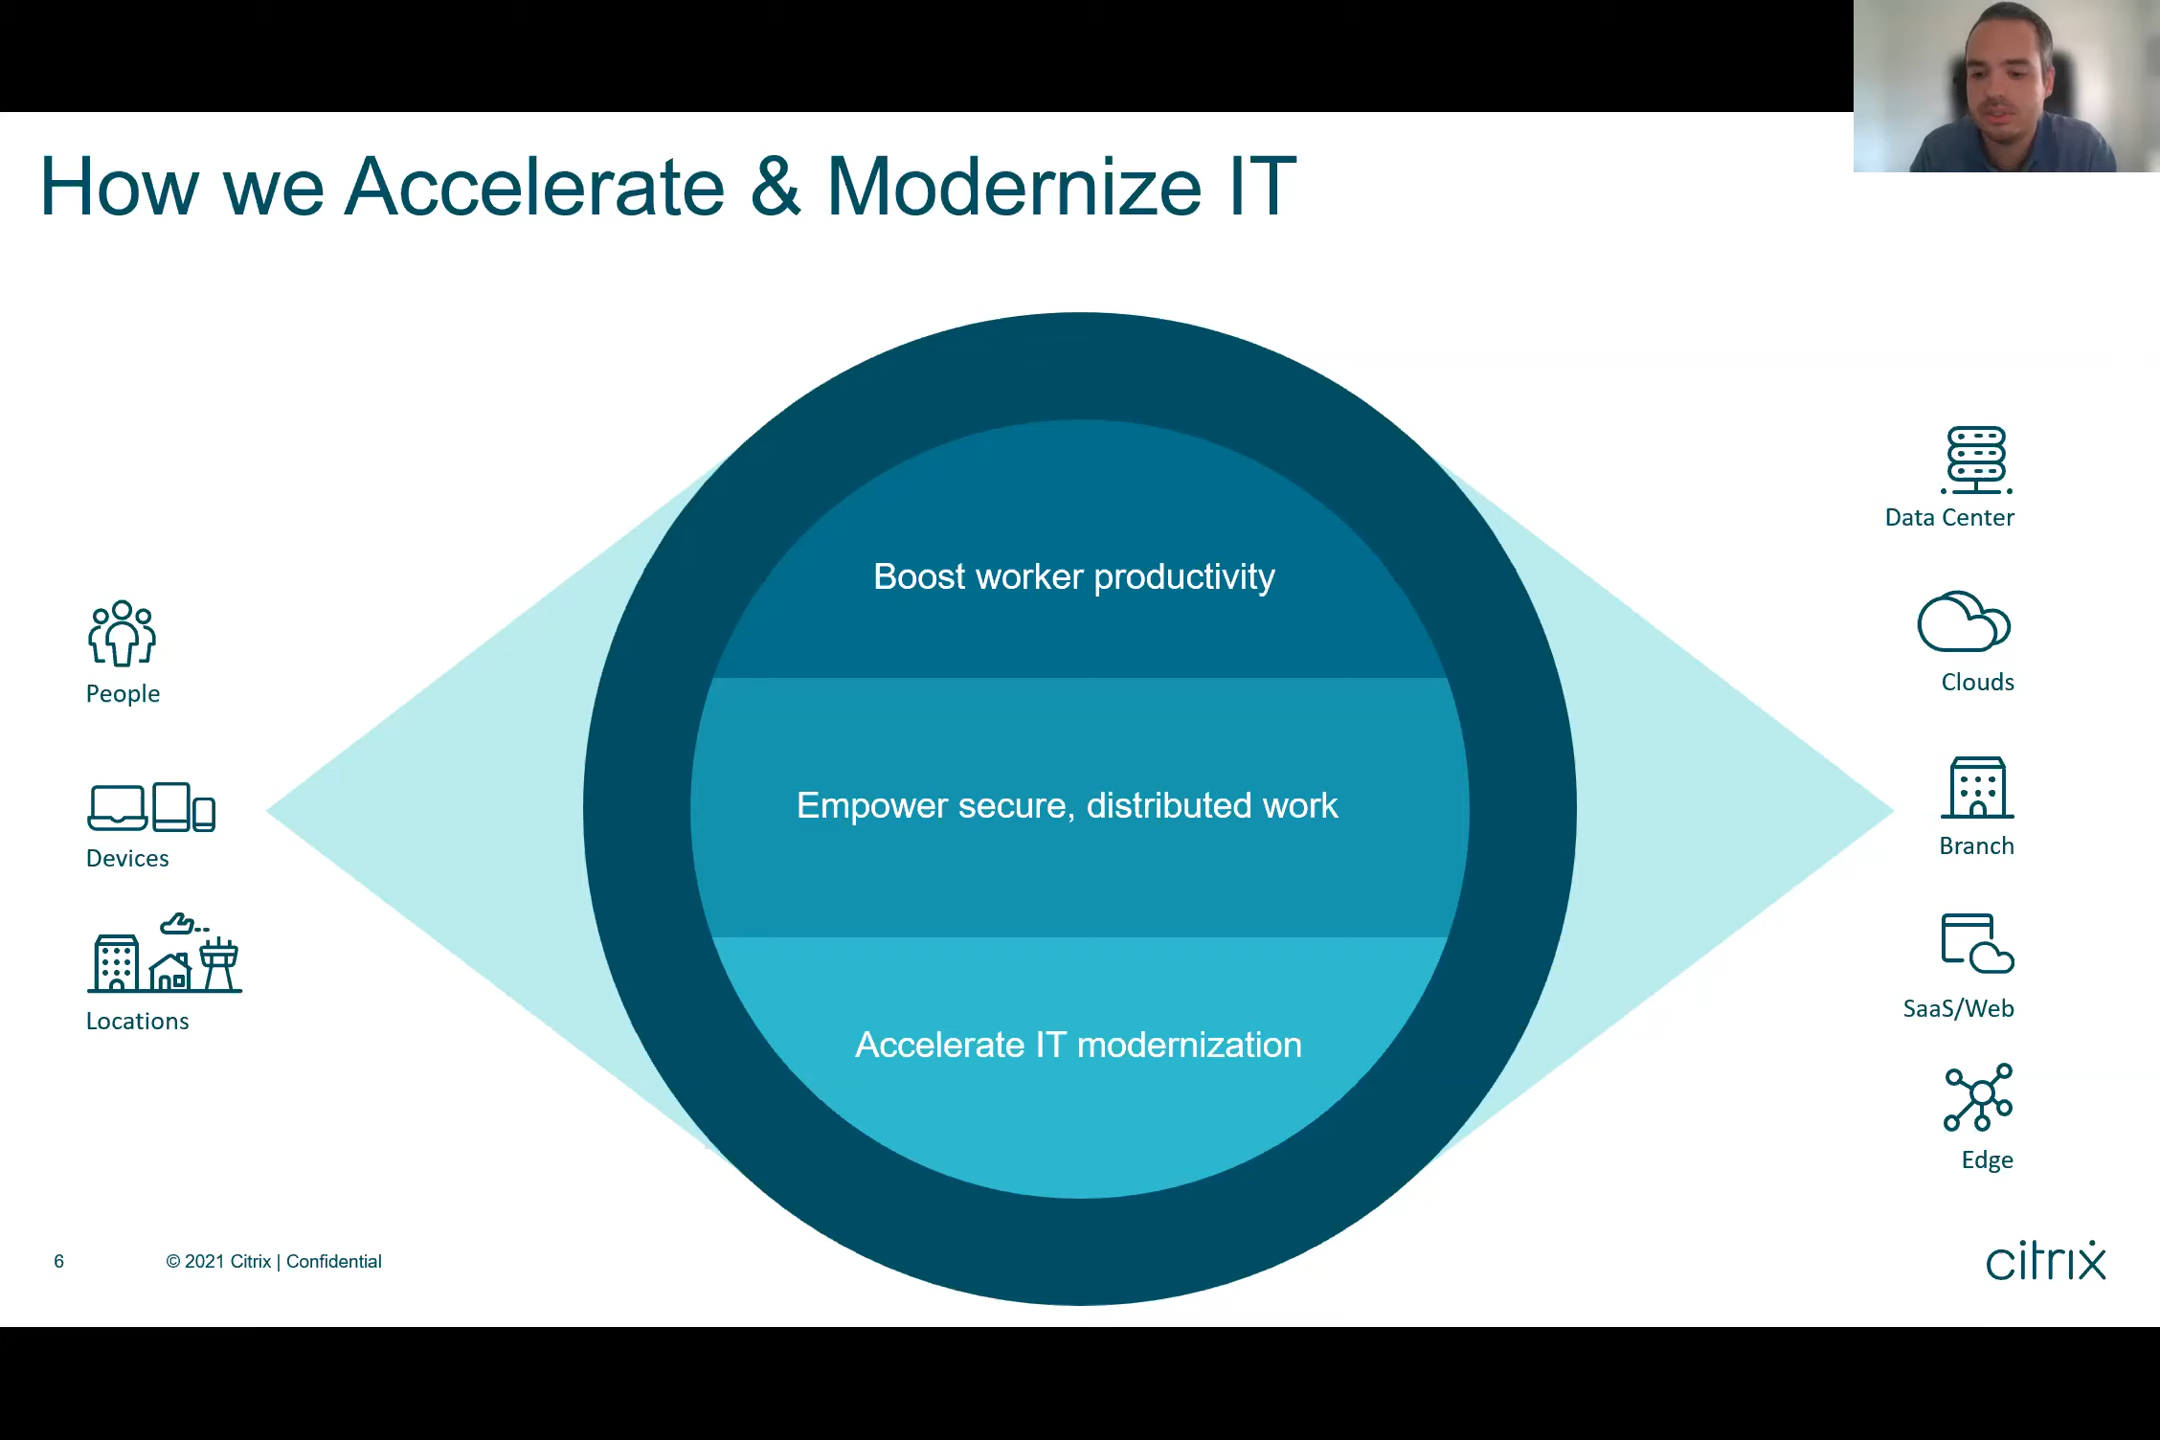 How we Accelerate & Modernize IT
People
Devices
Locations
Boost worker productivity
Empower secure, distributed work
Accelerate IT modernization
Data Center
Clouds
Branch
SaaS/Web
Edge
6
© 2021 Citrix | Confidential
citrix